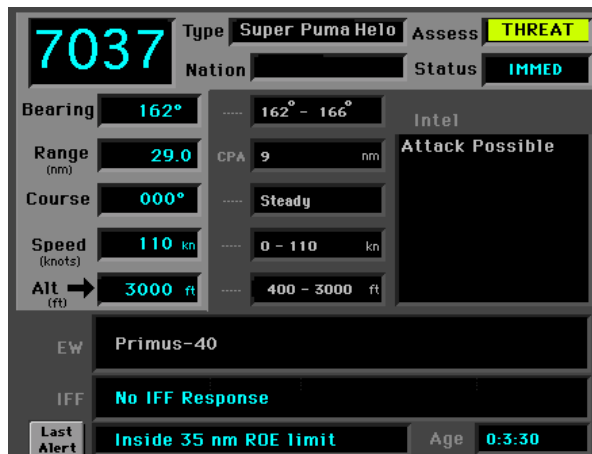 7037
Type Super Puma Helo Assess THREAT
Nation Status IMMED
Bearing 162° ----- 162° - 166° Intel
Range 29.0 CPA 9 nm Attack Possible
(nm)
Course 000° ----- Steady
Speed 110 kn ----- 0 - 110 kn
(knots)
Alt 3000 ft ----- 400 - 3000 ft
(ft)
EW Primus-40
IFF No IFF Response
Last Alert Inside 35 nm ROE limit Age 0:3:30